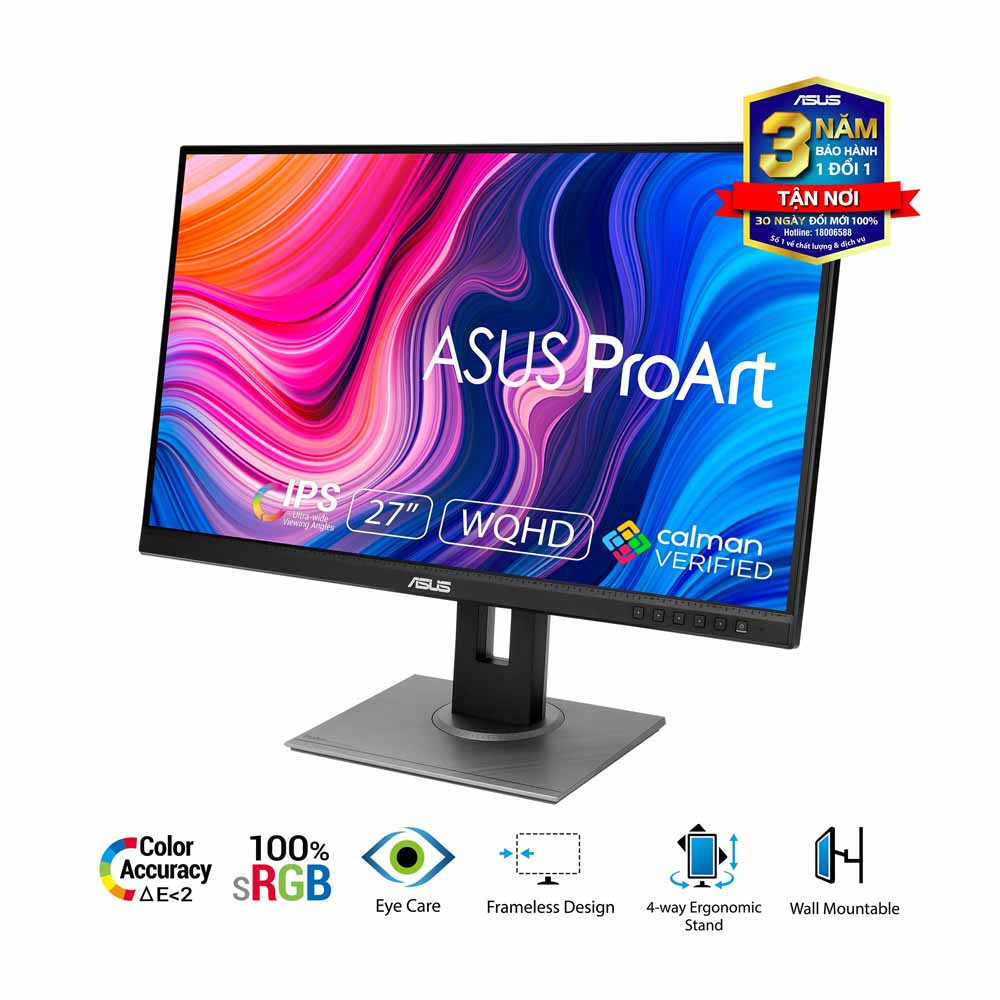 ASUS
3 NĂM
BẢO HÀNH
1 ĐỔI 1
TẬN NƠI
30 NGÀY ĐỔI MỚI 100%
Hotline: 18006588
Số 1 về chất lượng & dịch vụ
ASUS ProArt
IPS
Ultra-wide
Viewing Angles
27"
WQHD
calman
VERIFIED
ASUS
Color
Accuracy
△E<2
100%
sRGB
Eye Care
Frameless Design
4-way Ergonomic
Stand
Wall Mountable